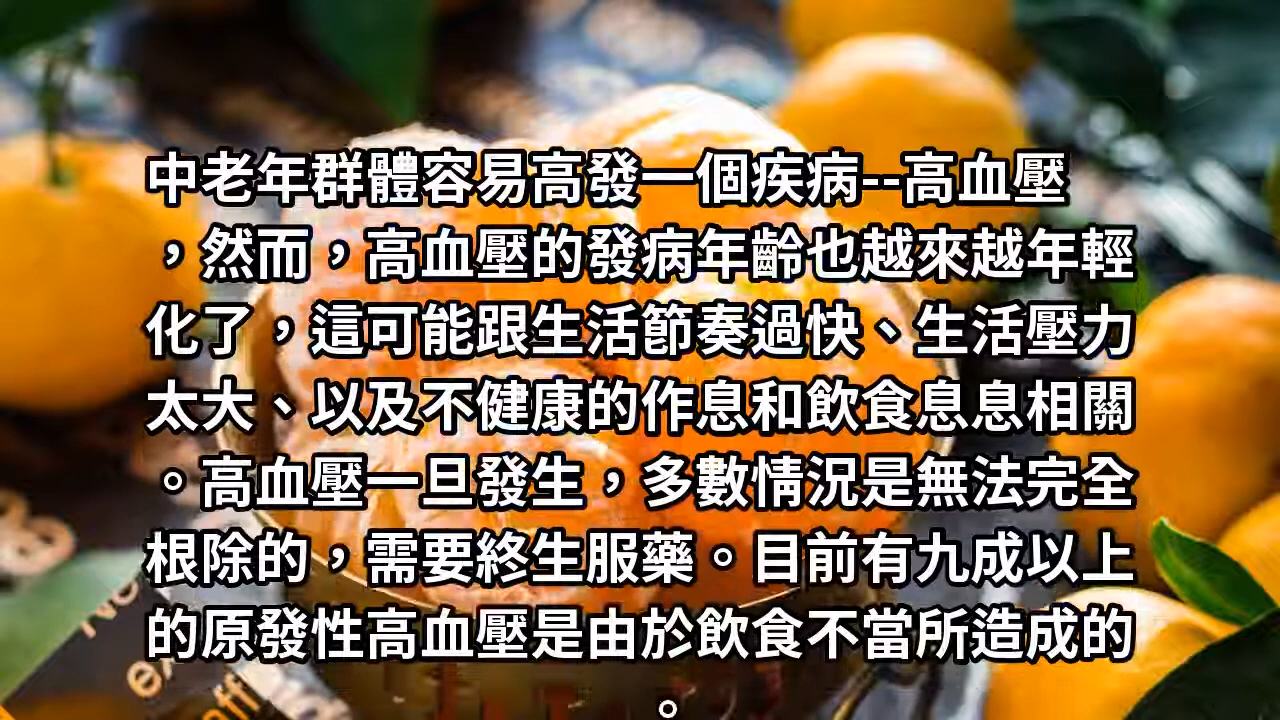 中老年群體容易高發一個疾病--高血壓
，然而，高血壓的發病年齡也越來越年輕
化了，這可能跟生活節奏過快、生活壓力
太大、以及不健康的作息和飲食息息相關
。高血壓一旦發生，多數情況是無法完全
根除的，需要終生服藥。目前有九成以上
的原發性高血壓是由於飲食不當所造成的
。